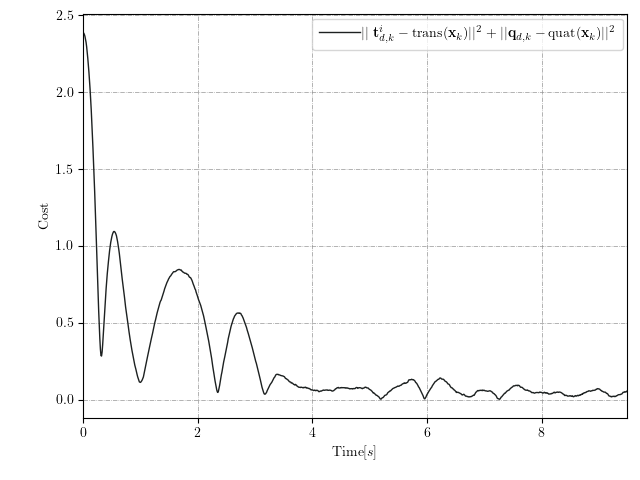 || t^i_{d,k} − trans(x_k)||² + ||q_{d,k} − quat(x_k)||²
2.5
2.0
1.5
1.0
0.5
0.0
Cost
0 2 4 6 8
Time[s]